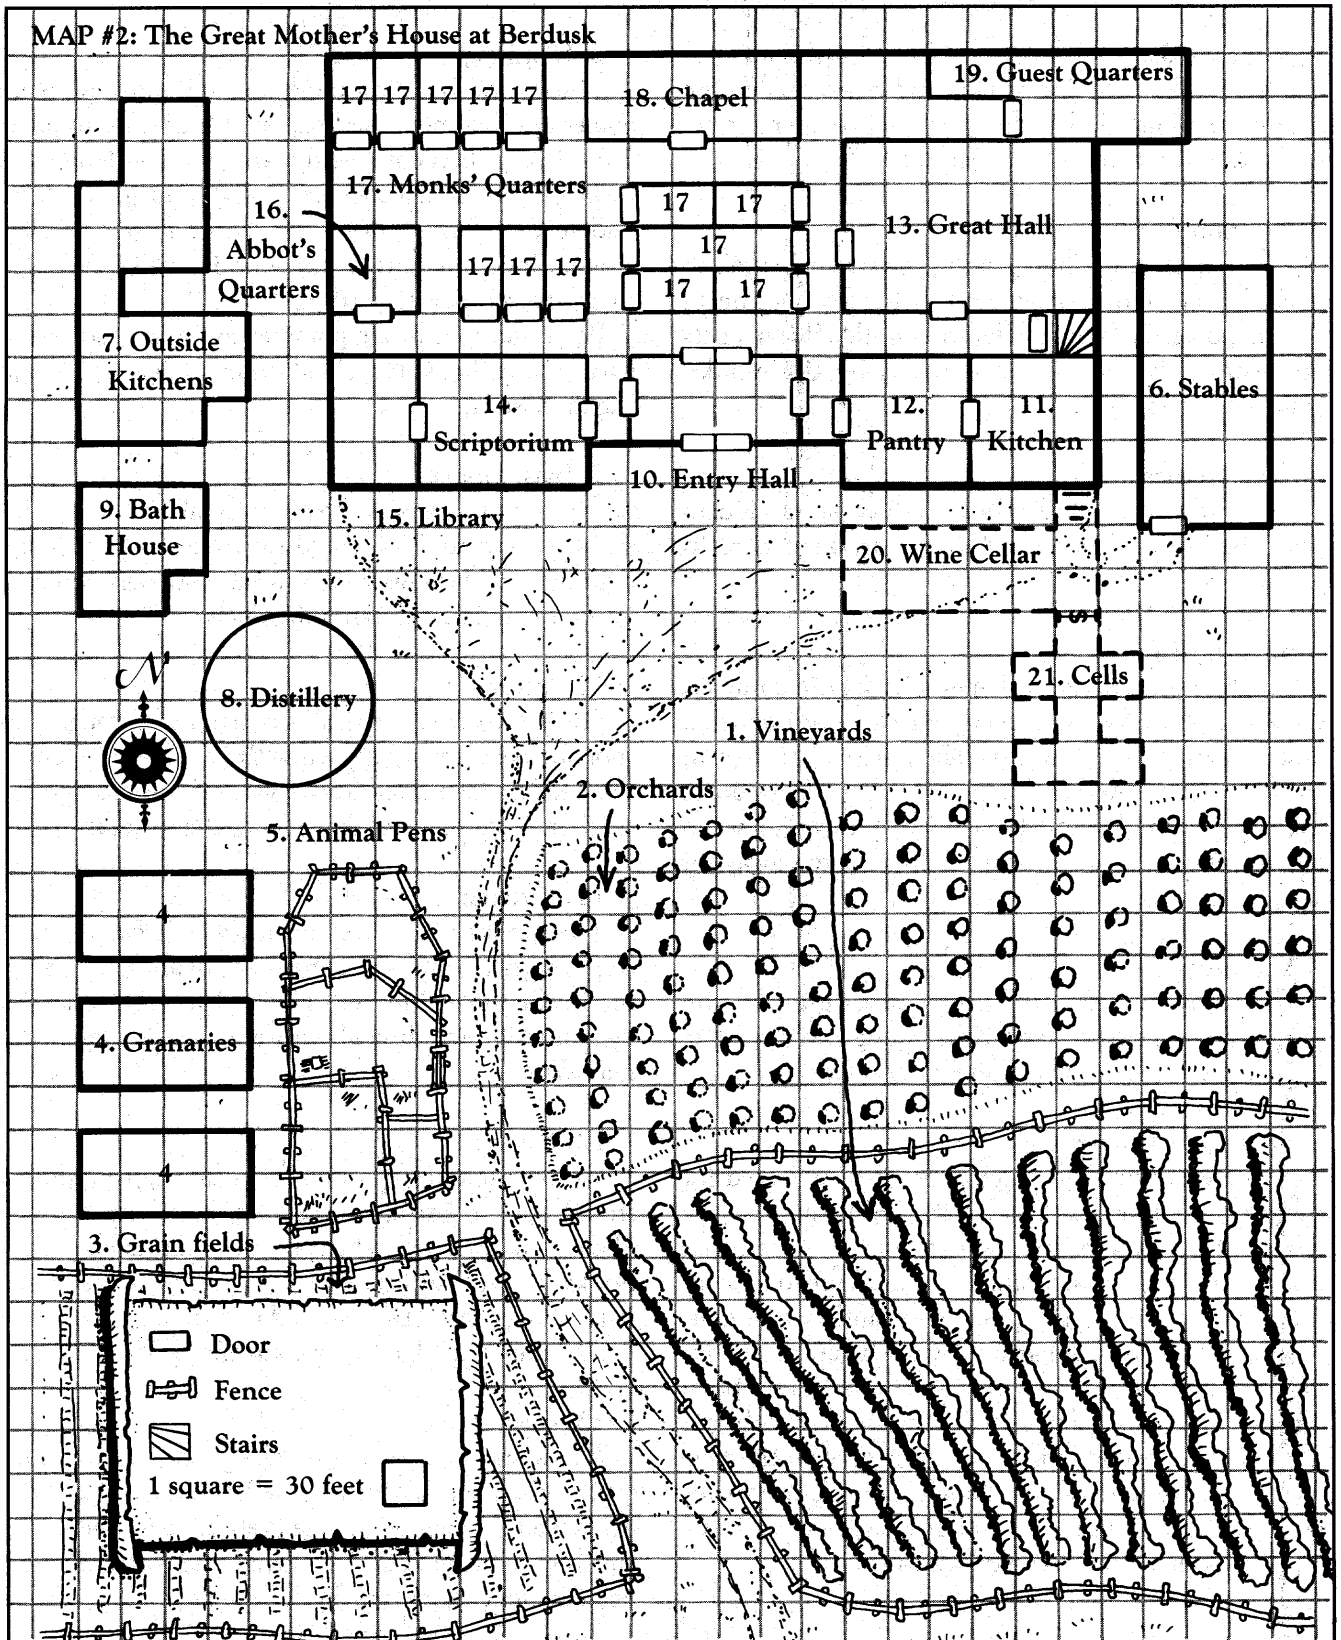 MAP #2: The Great Mother's House at Berdusk
17 17 17 17 17
18. Chapel
19. Guest Quarters
17. Monks' Quarters
16.
Abbot's
Quarters
17 17
17
17 17
17 17 17
13. Great Hall
7. Outside
Kitchens
14.
Scriptorium
12.
Pantry
11.
Kitchen
6. Stables
10. Entry Hall
15. Library
9. Bath
House
20. Wine Cellar
S
21. Cells
N
8. Distillery
1. Vineyards
2. Orchards
5. Animal Pens
4
4. Granaries
4
3. Grain fields
Door
Fence
Stairs
1 square = 30 feet